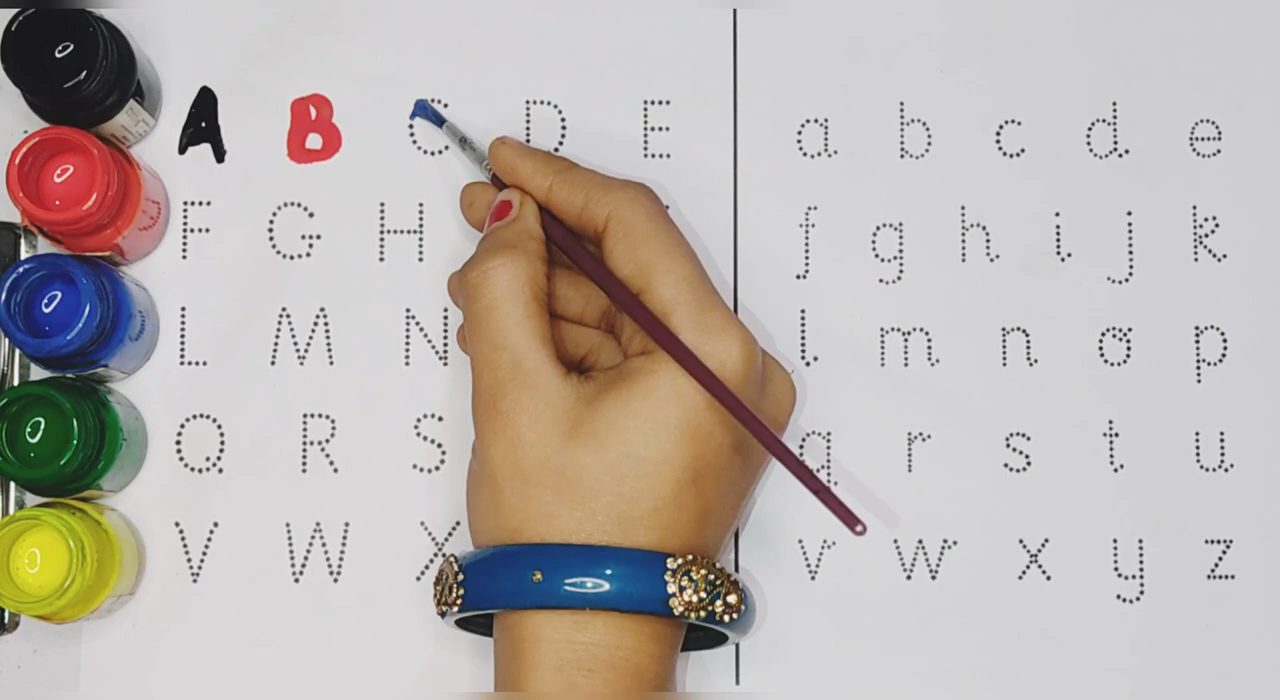 A B C D E
F G H
L M N
Q R S
V W X
a b c d e
f g h i j k
l m n o p
q r s t u
v w x y z